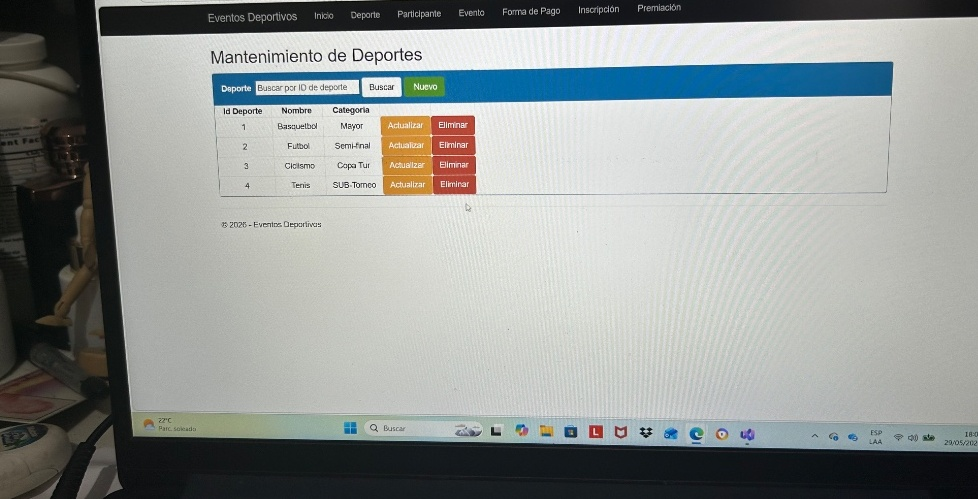 Eventos Deportivos Inicio Deporte Participante Evento Forma de Pago Inscripción Premiación
Mantenimiento de Deportes
Deporte Buscar por ID de deporte Buscar Nuevo
Id Deporte Nombre Categoria
1 Basquetbol Mayor Actualizar Eliminar
2 Futbol Semi-final Actualizar Eliminar
3 Ciclismo Copa Tur Actualizar Eliminar
4 Tenis SUB-Torneo Actualizar Eliminar
© 2026 - Eventos Deportivos
22°C
Parc. soleado
Buscar
ESP
LAA
18:0
29/05/202